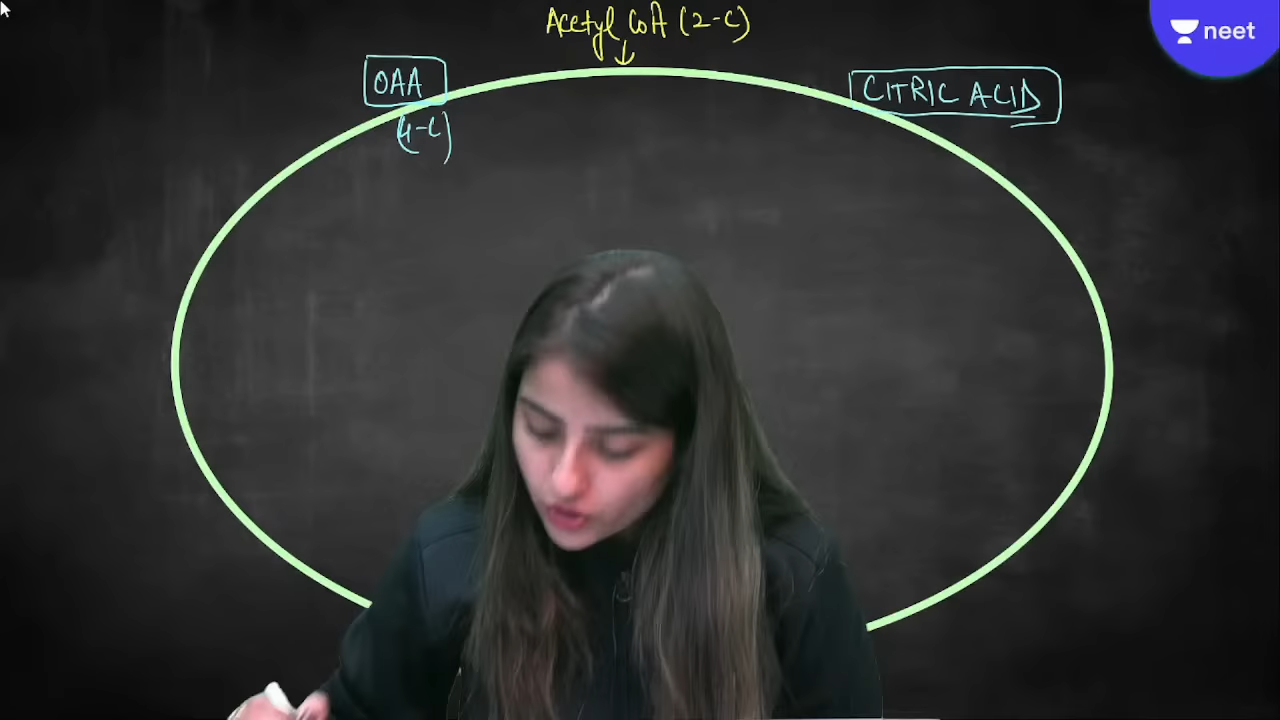 Acetyl CoA (2-C)
neet
OAA
CITRIC ACID
(4-C)